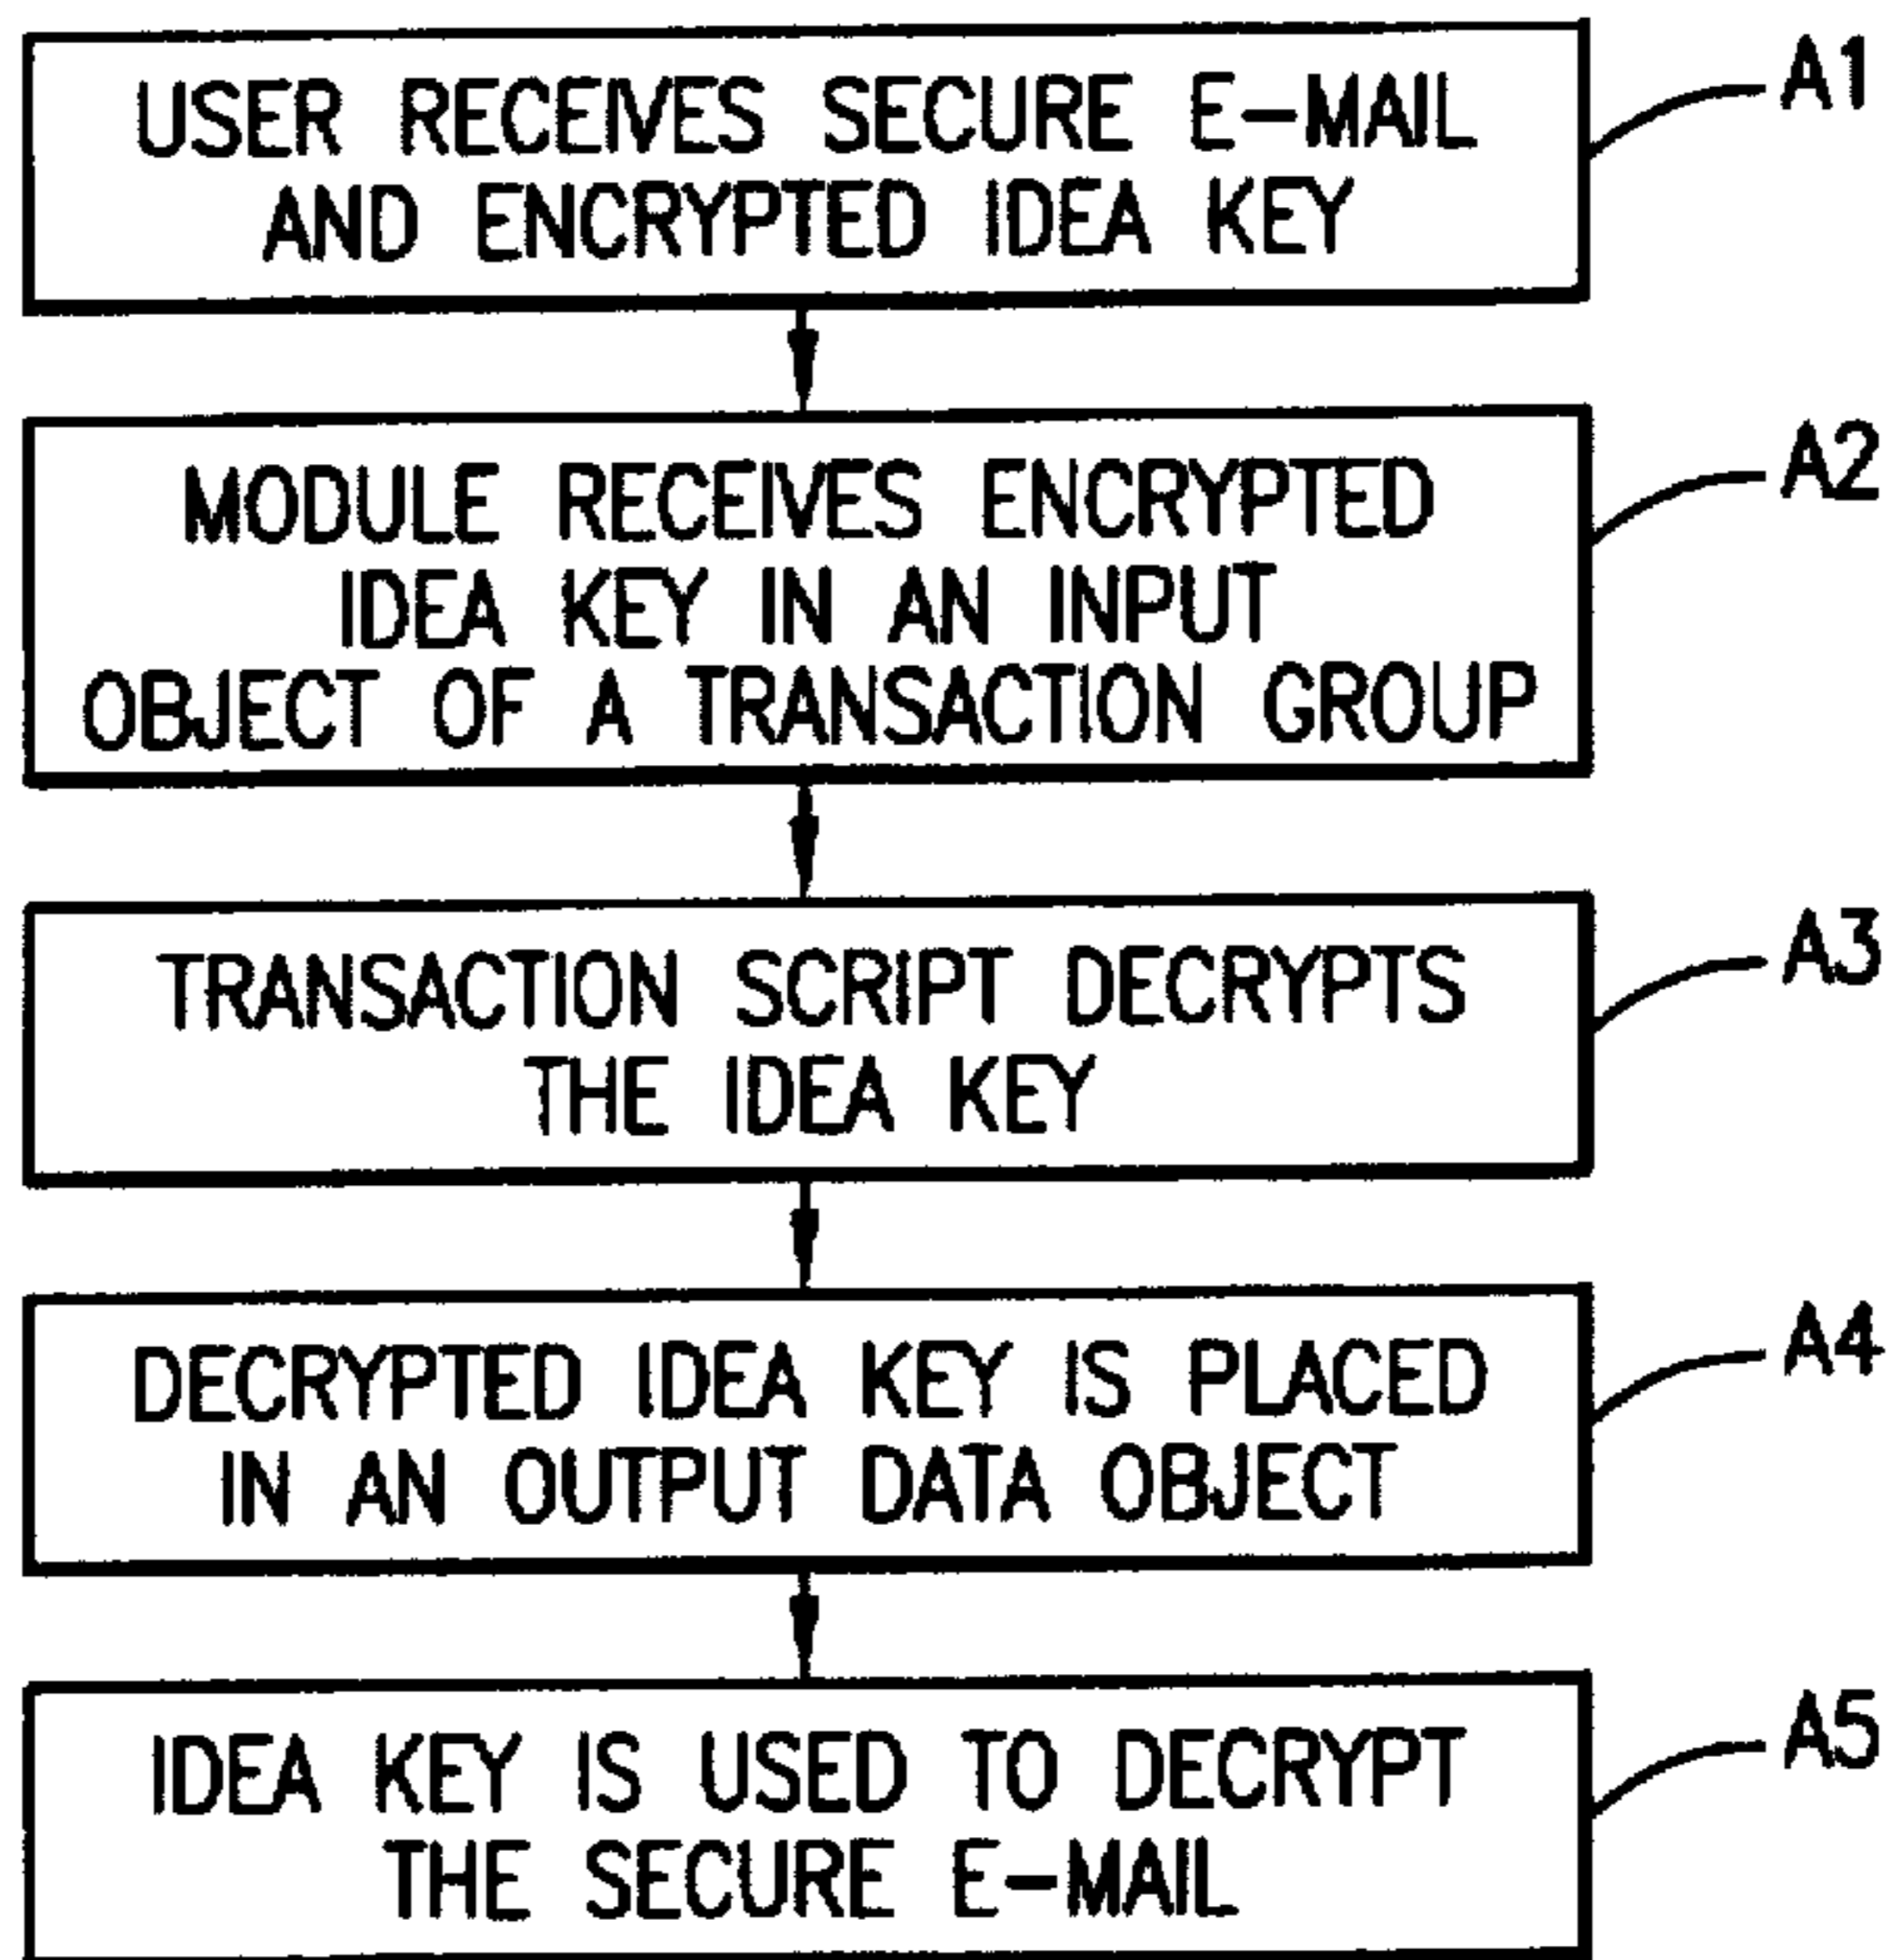 USER RECEIVES SECURE E-MAIL
AND ENCRYPTED IDEA KEY
A1
MODULE RECEIVES ENCRYPTED
IDEA KEY IN AN INPUT
OBJECT OF A TRANSACTION GROUP
A2
TRANSACTION SCRIPT DECRYPTS
THE IDEA KEY
A3
DECRYPTED IDEA KEY IS PLACED
IN AN OUTPUT DATA OBJECT
A4
IDEA KEY IS USED TO DECRYPT
THE SECURE E-MAIL
A5